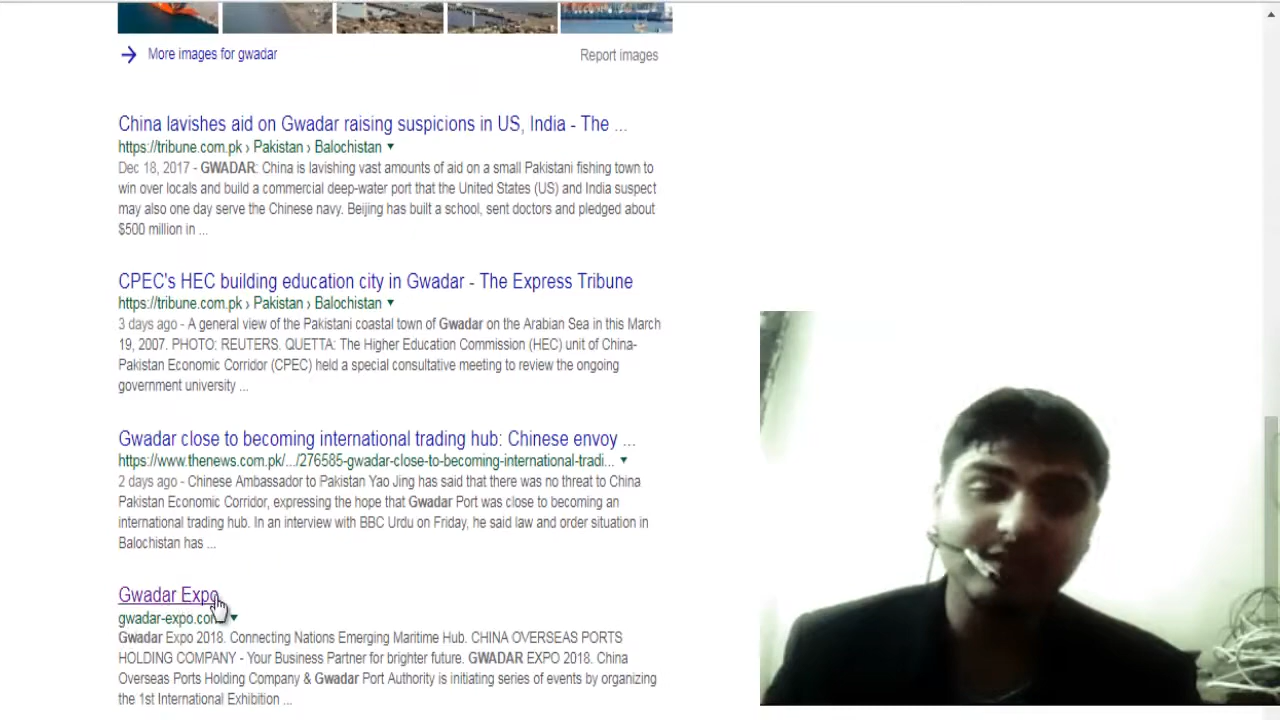 More images for gwadar
Report images
China lavishes aid on Gwadar raising suspicions in US, India - The ...
https://tribune.com.pk › Pakistan › Balochistan
Dec 18, 2017 - GWADAR: China is lavishing vast amounts of aid on a small Pakistani fishing town to
win over locals and build a commercial deep-water port that the United States (US) and India suspect
may also one day serve the Chinese navy. Beijing has built a school, sent doctors and pledged about
$500 million in ...
CPEC's HEC building education city in Gwadar - The Express Tribune
https://tribune.com.pk › Pakistan › Balochistan
3 days ago - A general view of the Pakistani coastal town of Gwadar on the Arabian Sea in this March
19, 2007. PHOTO: REUTERS. QUETTA: The Higher Education Commission (HEC) unit of China-
Pakistan Economic Corridor (CPEC) held a special consultative meeting to review the ongoing
government university ...
Gwadar close to becoming international trading hub: Chinese envoy ...
https://www.thenews.com.pk/.../276585-gwadar-close-to-becoming-international-tradi...
2 days ago - Chinese Ambassador to Pakistan Yao Jing has said that there was no threat to China
Pakistan Economic Corridor, expressing the hope that Gwadar Port was close to becoming an
international trading hub. In an interview with BBC Urdu on Friday, he said law and order situation in
Balochistan has ...
Gwadar Expo
gwadar-expo.com
Gwadar Expo 2018. Connecting Nations Emerging Maritime Hub. CHINA OVERSEAS PORTS
HOLDING COMPANY - Your Business Partner for brighter future. GWADAR EXPO 2018. China
Overseas Ports Holding Company & Gwadar Port Authority is initiating series of events by organizing
the 1st International Exhibition ...